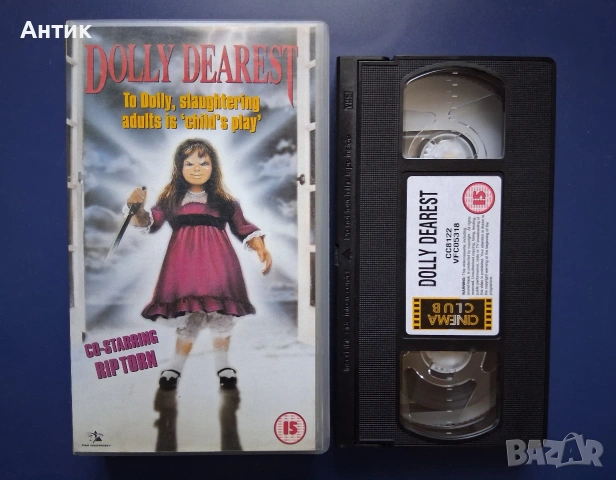 Антик
DOLLY DEAREST
To Dolly, slaughtering
adults is 'child's play'
CO-STARRING
RIP TORN
15
VHS
DOLLY DEAREST
CC8122
VFC05318
15
CINEMA
CLUB
BAZAR